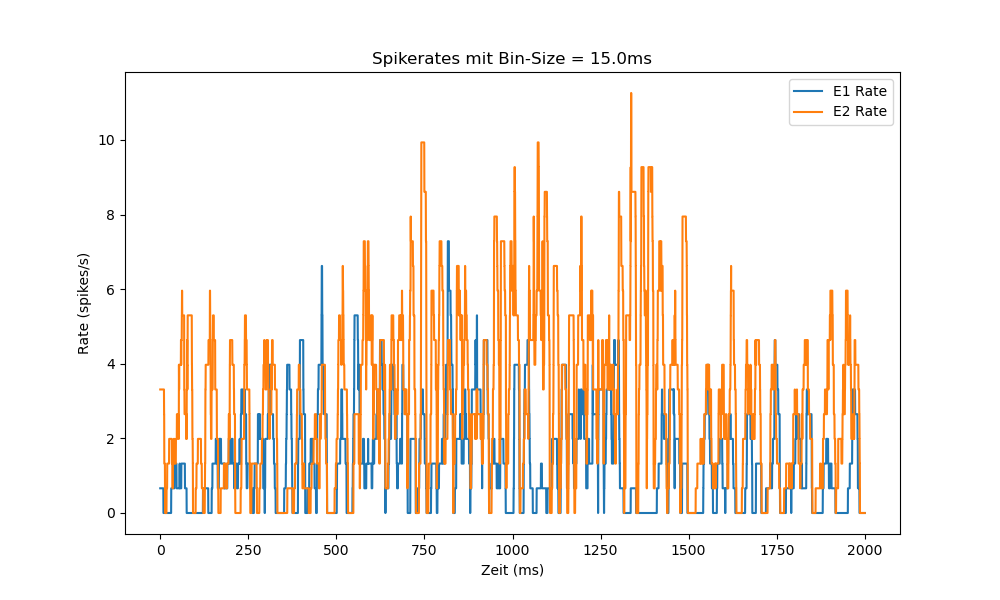 Spikerates mit Bin-Size = 15.0ms
E1 Rate
E2 Rate
10
8
6
4
2
0
Rate (spikes/s)
0 250 500 750 1000 1250 1500 1750 2000
Zeit (ms)